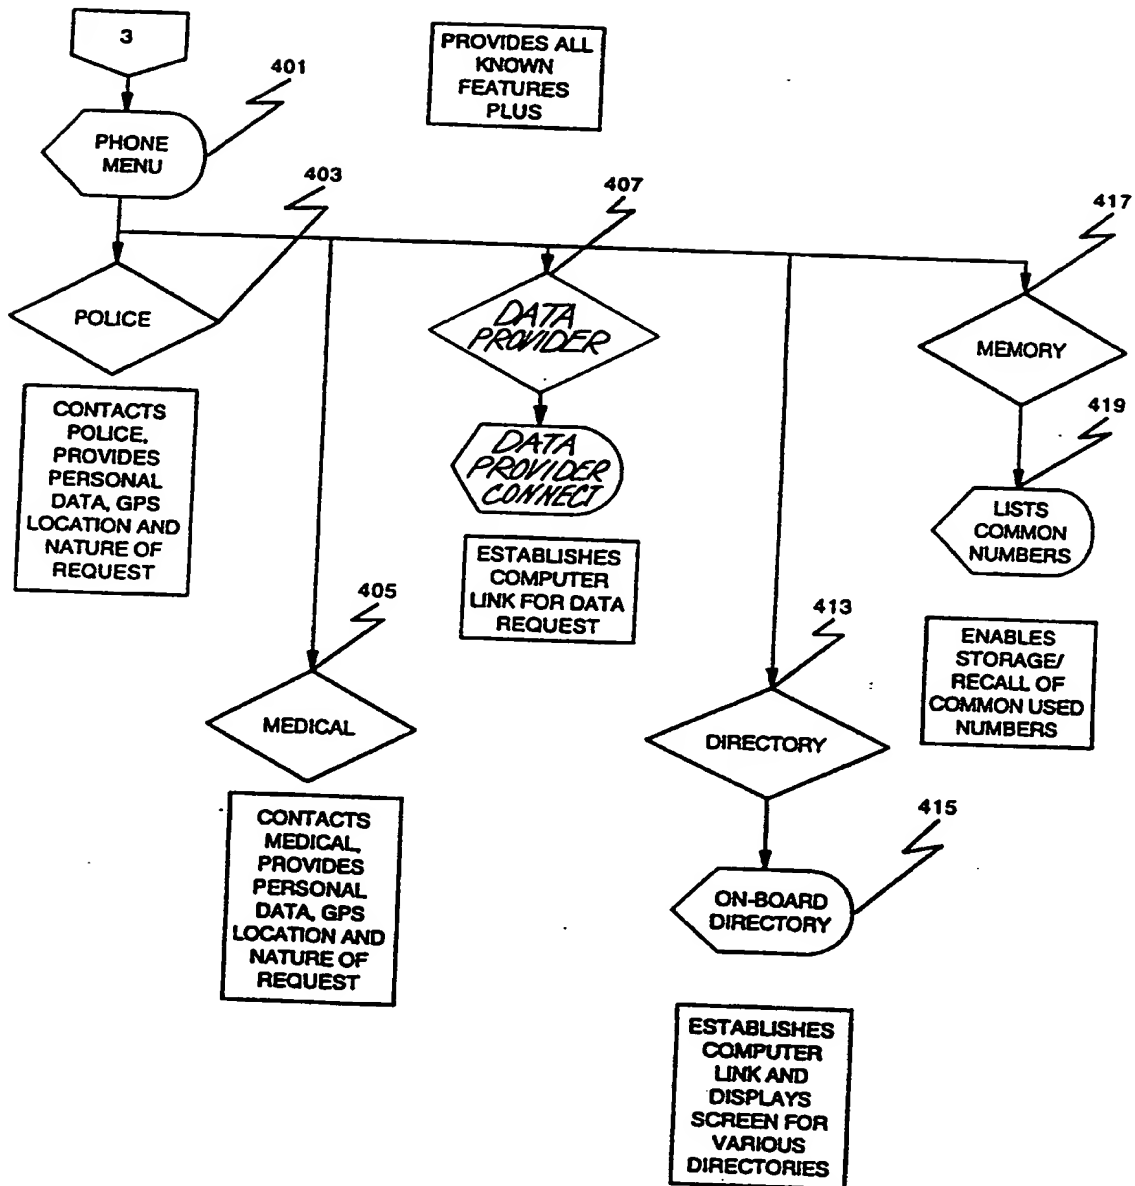 3
401
PHONE
MENU
PROVIDES ALL
KNOWN
FEATURES
PLUS
403
407
417
POLICE
DATA
PROVIDER
MEMORY
CONTACTS
POLICE,
PROVIDES
PERSONAL
DATA, GPS
LOCATION AND
NATURE OF
REQUEST
DATA
PROVIDER
CONNECT
419
LISTS
COMMON
NUMBERS
ESTABLISHES
COMPUTER
LINK FOR DATA
REQUEST
405
413
ENABLES
STORAGE/
RECALL OF
COMMON USED
NUMBERS
MEDICAL
DIRECTORY
CONTACTS
MEDICAL,
PROVIDES
PERSONAL
DATA, GPS
LOCATION AND
NATURE OF
REQUEST
415
ON-BOARD
DIRECTORY
ESTABLISHES
COMPUTER
LINK AND
DISPLAYS
SCREEN FOR
VARIOUS
DIRECTORIES